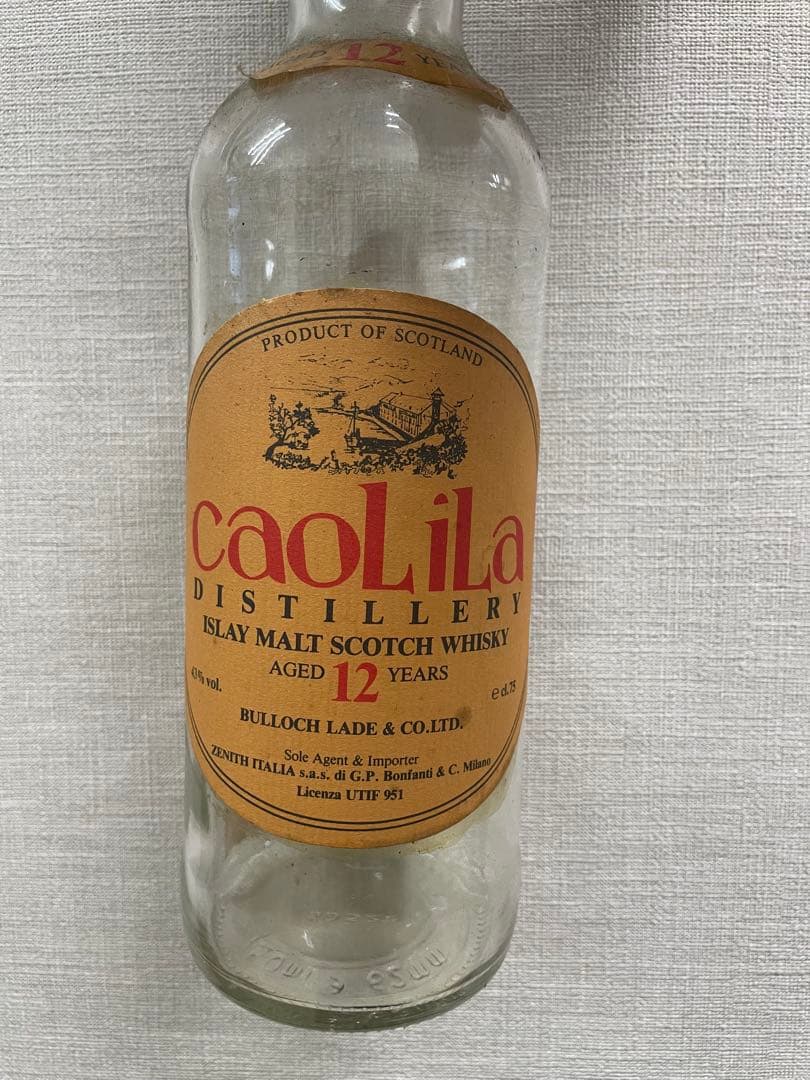 12 YE
PRODUCT OF SCOTLAND
caoLiLa
DISTILLERY
ISLAY MALT SCOTCH WHISKY
AGED 12 YEARS
43% vol.
e d.75
BULLOCH LADE & CO.LTD.
Sole Agent & Importer
ZENITH ITALIA s.a.s. di G.P. Bonfanti & C. Milano
Licenza UTIF 951